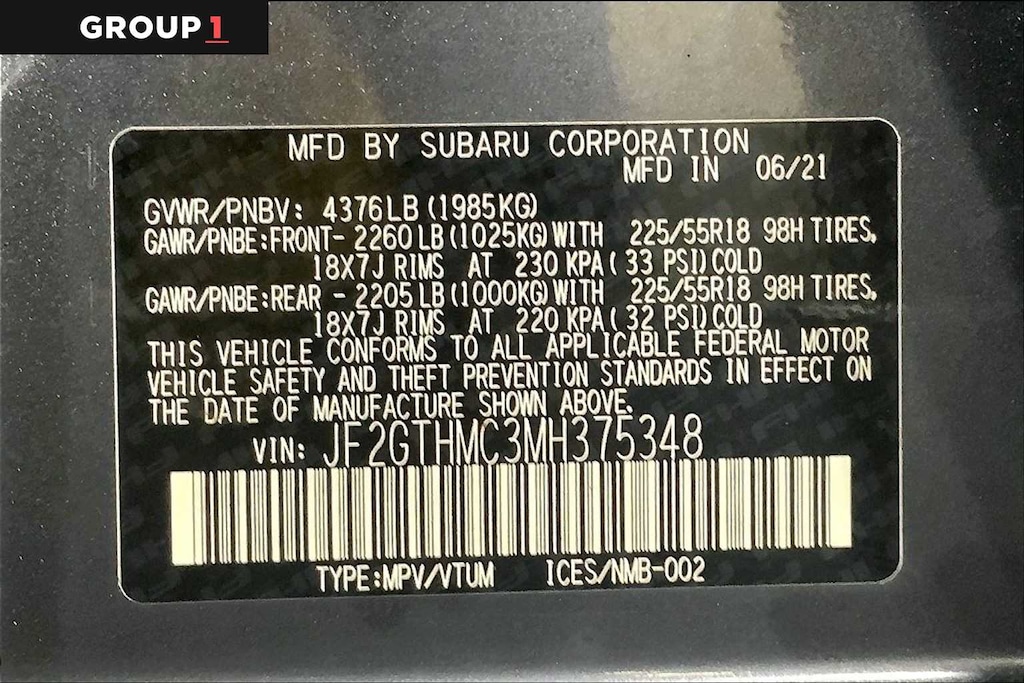 GROUP 1
MFD BY SUBARU CORPORATION
MFD IN 06/21
GVWR/PNBV: 4376LB (1985KG)
GAWR/PNBE:FRONT- 2260 LB (1025KG) WITH 225/55R18 98H TIRES,
18X7J RIMS AT 230 KPA ( 33 PSI) COLD
GAWR/PNBE:REAR - 2205 LB (1000KG) WITH 225/55R18 98H TIRES,
18X7J RIMS AT 220 KPA ( 32 PSI) COLD
THIS VEHICLE CONFORMS TO ALL APPLICABLE FEDERAL MOTOR
VEHICLE SAFETY AND THEFT PREVENTION STANDARDS IN EFFECT ON
THE DATE OF MANUFACTURE SHOWN ABOVE.
VIN: JF2GTHMC3MH375348
TYPE:MPV/VTUM ICES/NMB-002